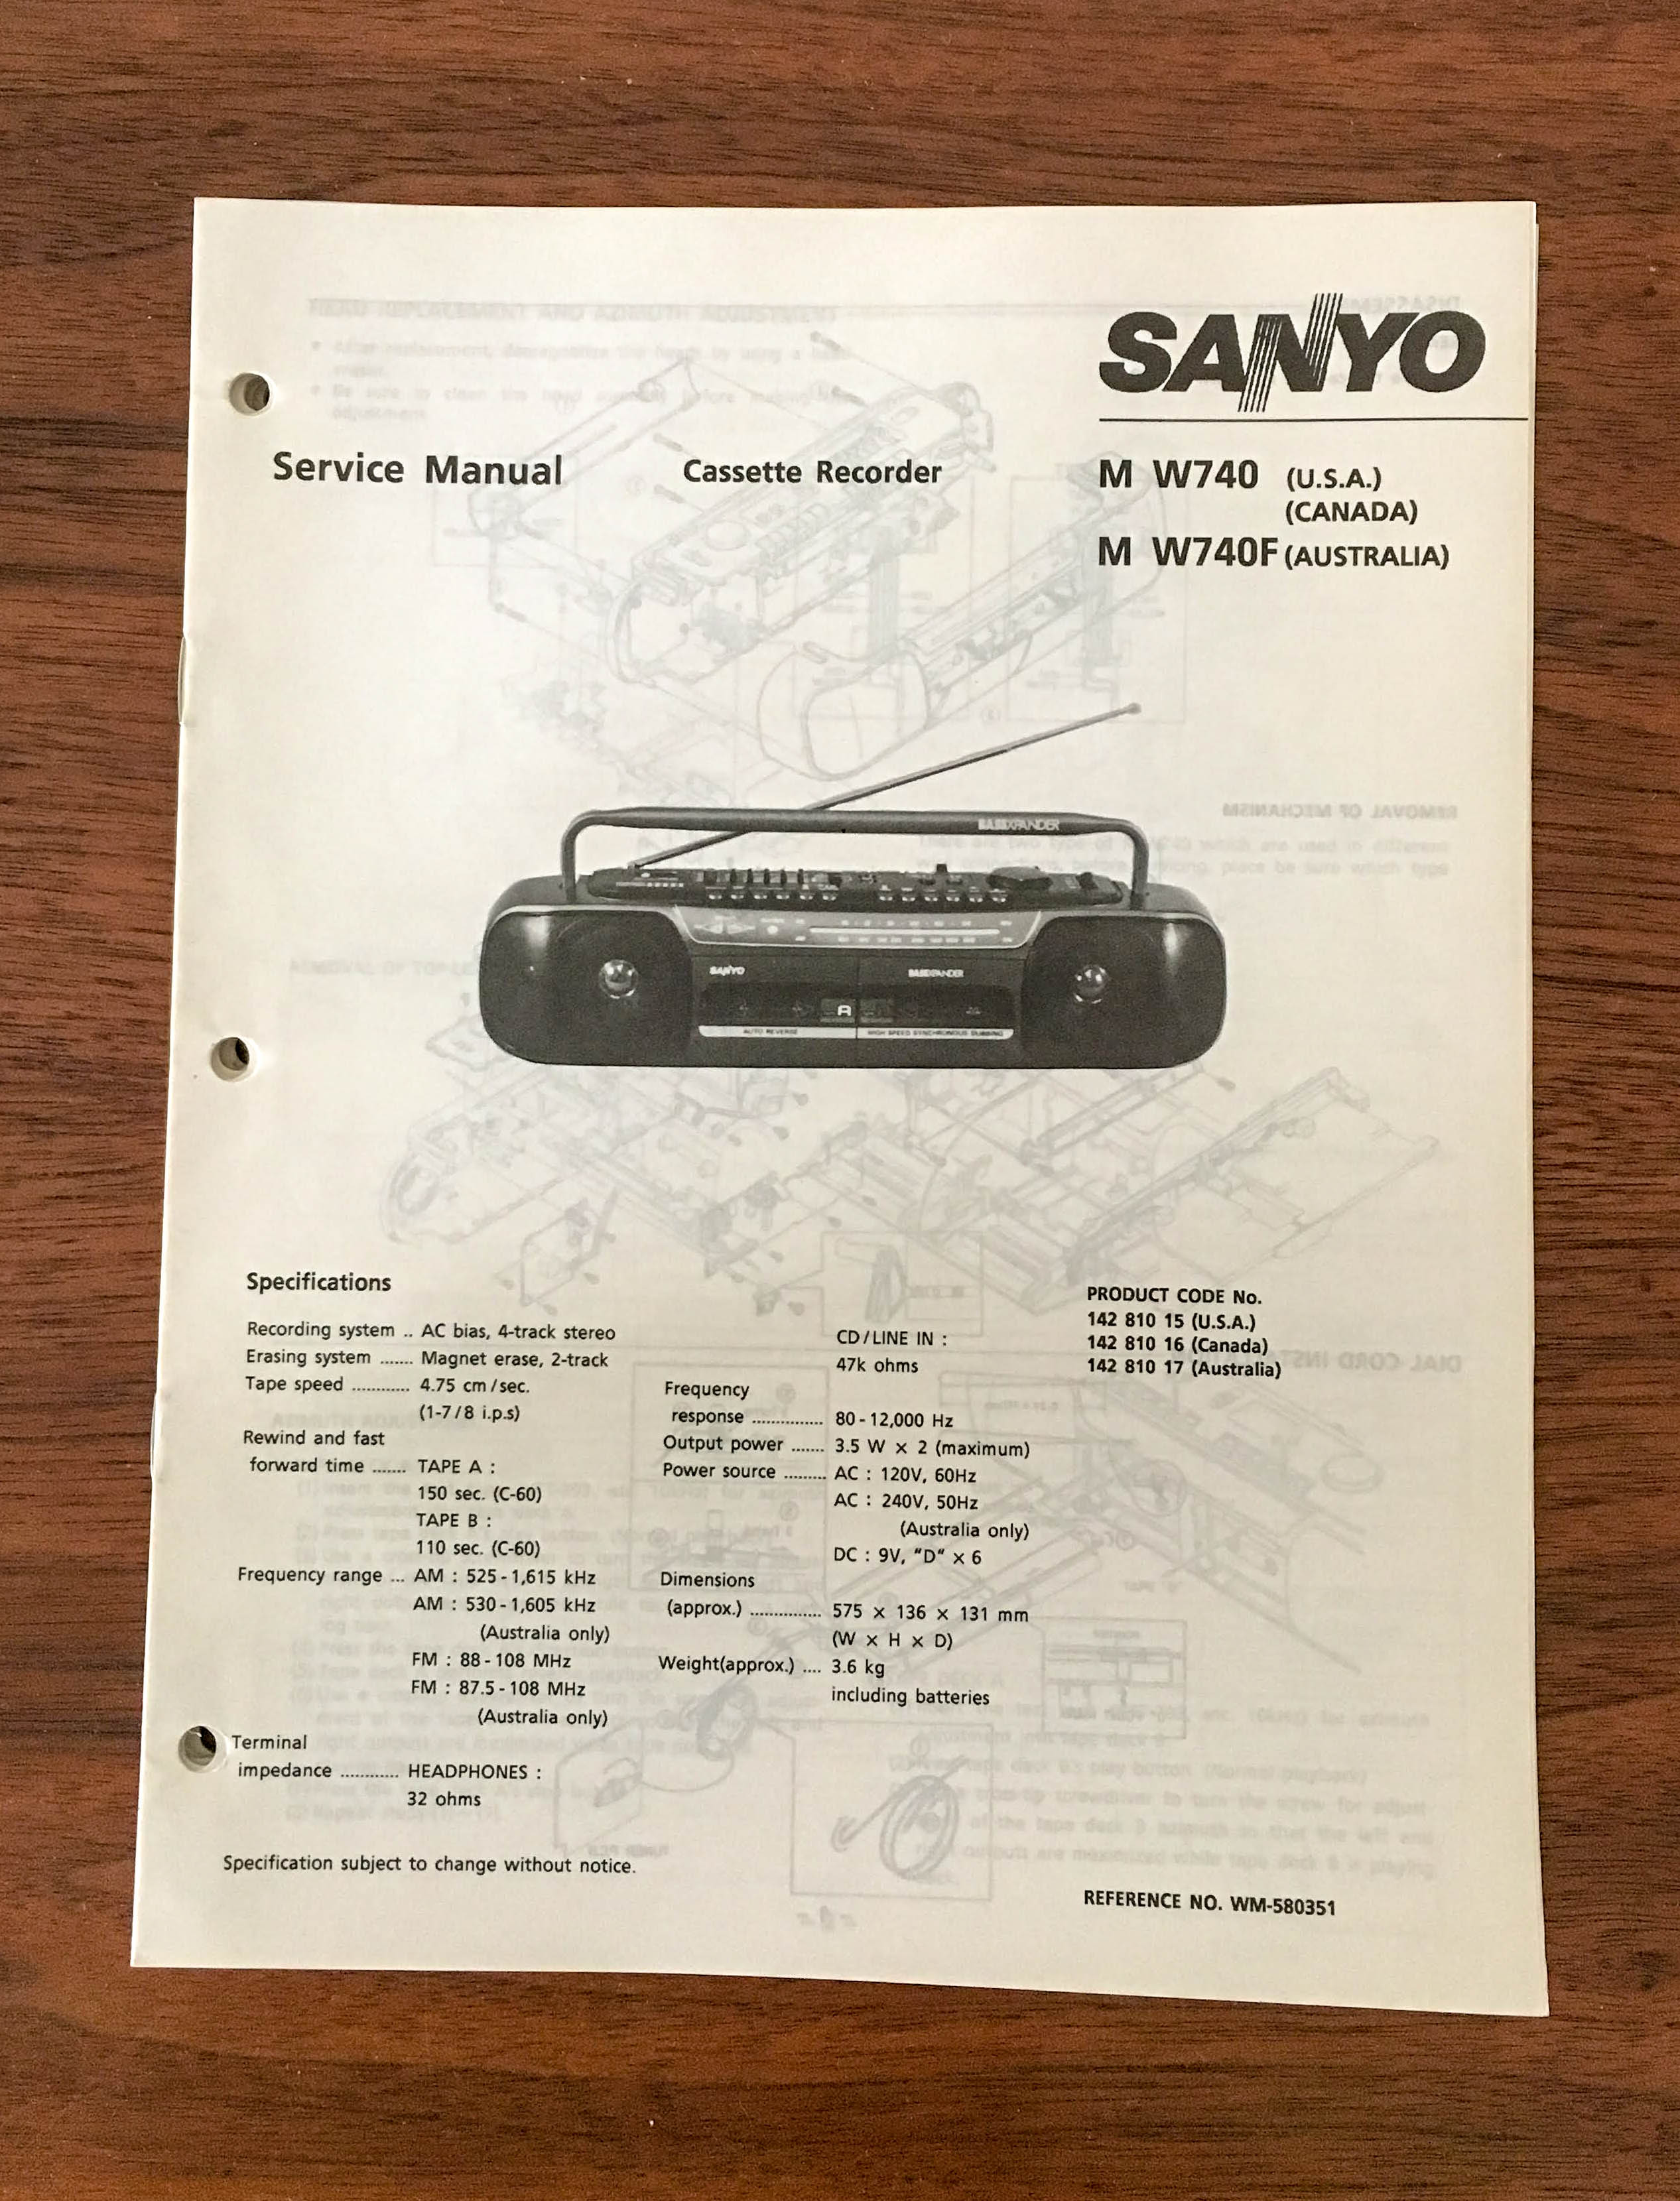 SANYO
Service Manual
Cassette Recorder
M W740 (U.S.A.)
(CANADA)
M W740F (AUSTRALIA)
BASSXPANDER
SANYO
BASSXPANDER
A
AUTO REVERSE
HIGH SPEED SYNCHRONOUS DUBBING
Specifications
Recording system .. AC bias, 4-track stereo
Erasing system ....... Magnet erase, 2-track
Tape speed ............ 4.75 cm/sec.
(1-7/8 i.p.s)
Rewind and fast
forward time ....... TAPE A :
150 sec. (C-60)
TAPE B :
110 sec. (C-60)
Frequency range ... AM : 525-1,615 kHz
AM : 530-1,605 kHz
(Australia only)
FM : 88-108 MHz
FM : 87.5-108 MHz
(Australia only)
Terminal
impedance ............ HEADPHONES :
32 ohms
CD/LINE IN :
47k ohms
Frequency
response ............... 80-12,000 Hz
Output power ....... 3.5 W × 2 (maximum)
Power source ......... AC : 120V, 60Hz
AC : 240V, 50Hz
(Australia only)
DC : 9V, "D" × 6
Dimensions
(approx.) ............... 575 × 136 × 131 mm
(W × H × D)
Weight(approx.) .... 3.6 kg
including batteries
PRODUCT CODE No.
142 810 15 (U.S.A.)
142 810 16 (Canada)
142 810 17 (Australia)
Specification subject to change without notice.
REFERENCE NO. WM-580351